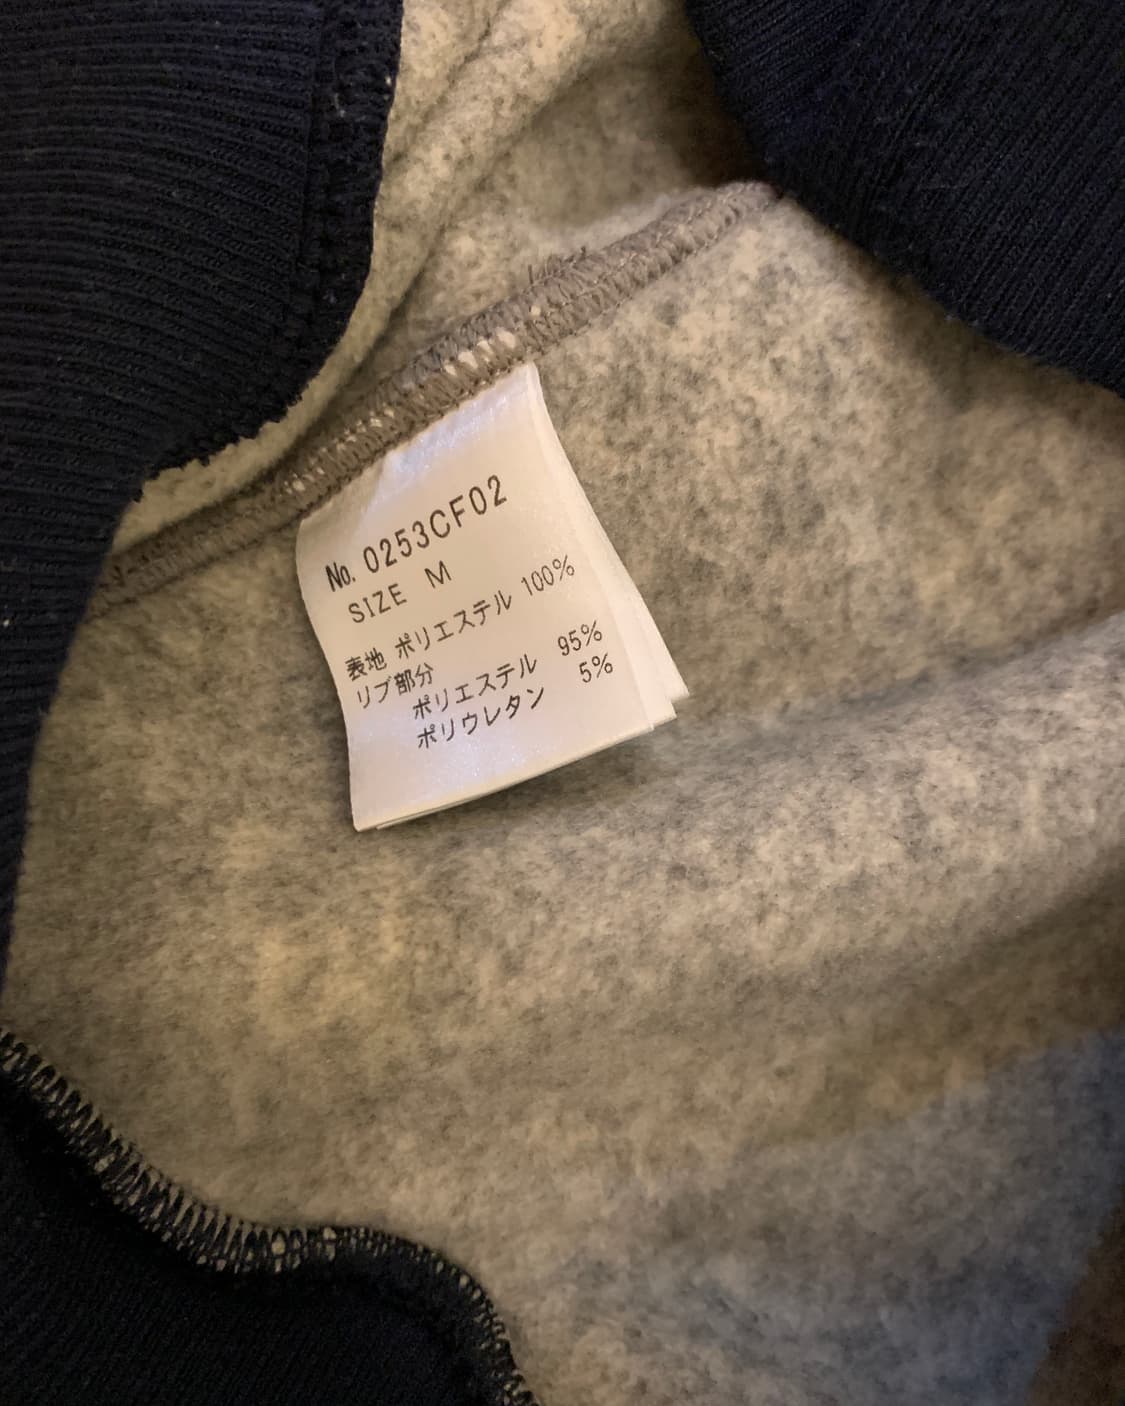 No. 0253CF02
SIZE M
表地 ポリエステル 100%
リブ部分
ポリエステル 95%
ポリウレタン 5%